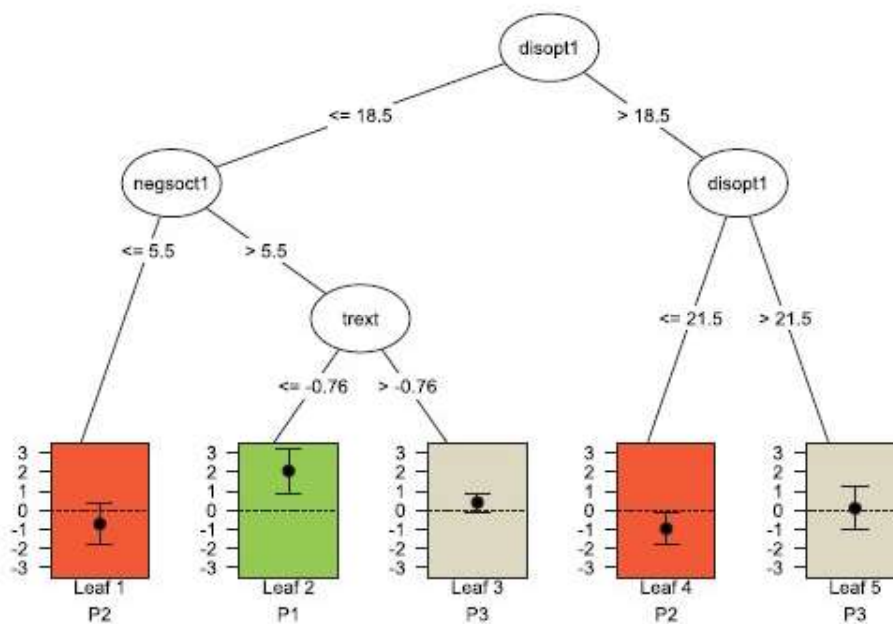 disopt1
<= 18.5 > 18.5
negsoct1 disopt1
<= 5.5 > 5.5
trext
<= 21.5 > 21.5
<= -0.76 > -0.76
3 3 3 3 3
2 2 2 2 2
1 1 1 1 1
0 0 0 0 0
-1 -1 -1 -1 -1
-2 -2 -2 -2 -2
-3 -3 -3 -3 -3
Leaf 1 Leaf 2 Leaf 3 Leaf 4 Leaf 5
P2 P1 P3 P2 P3